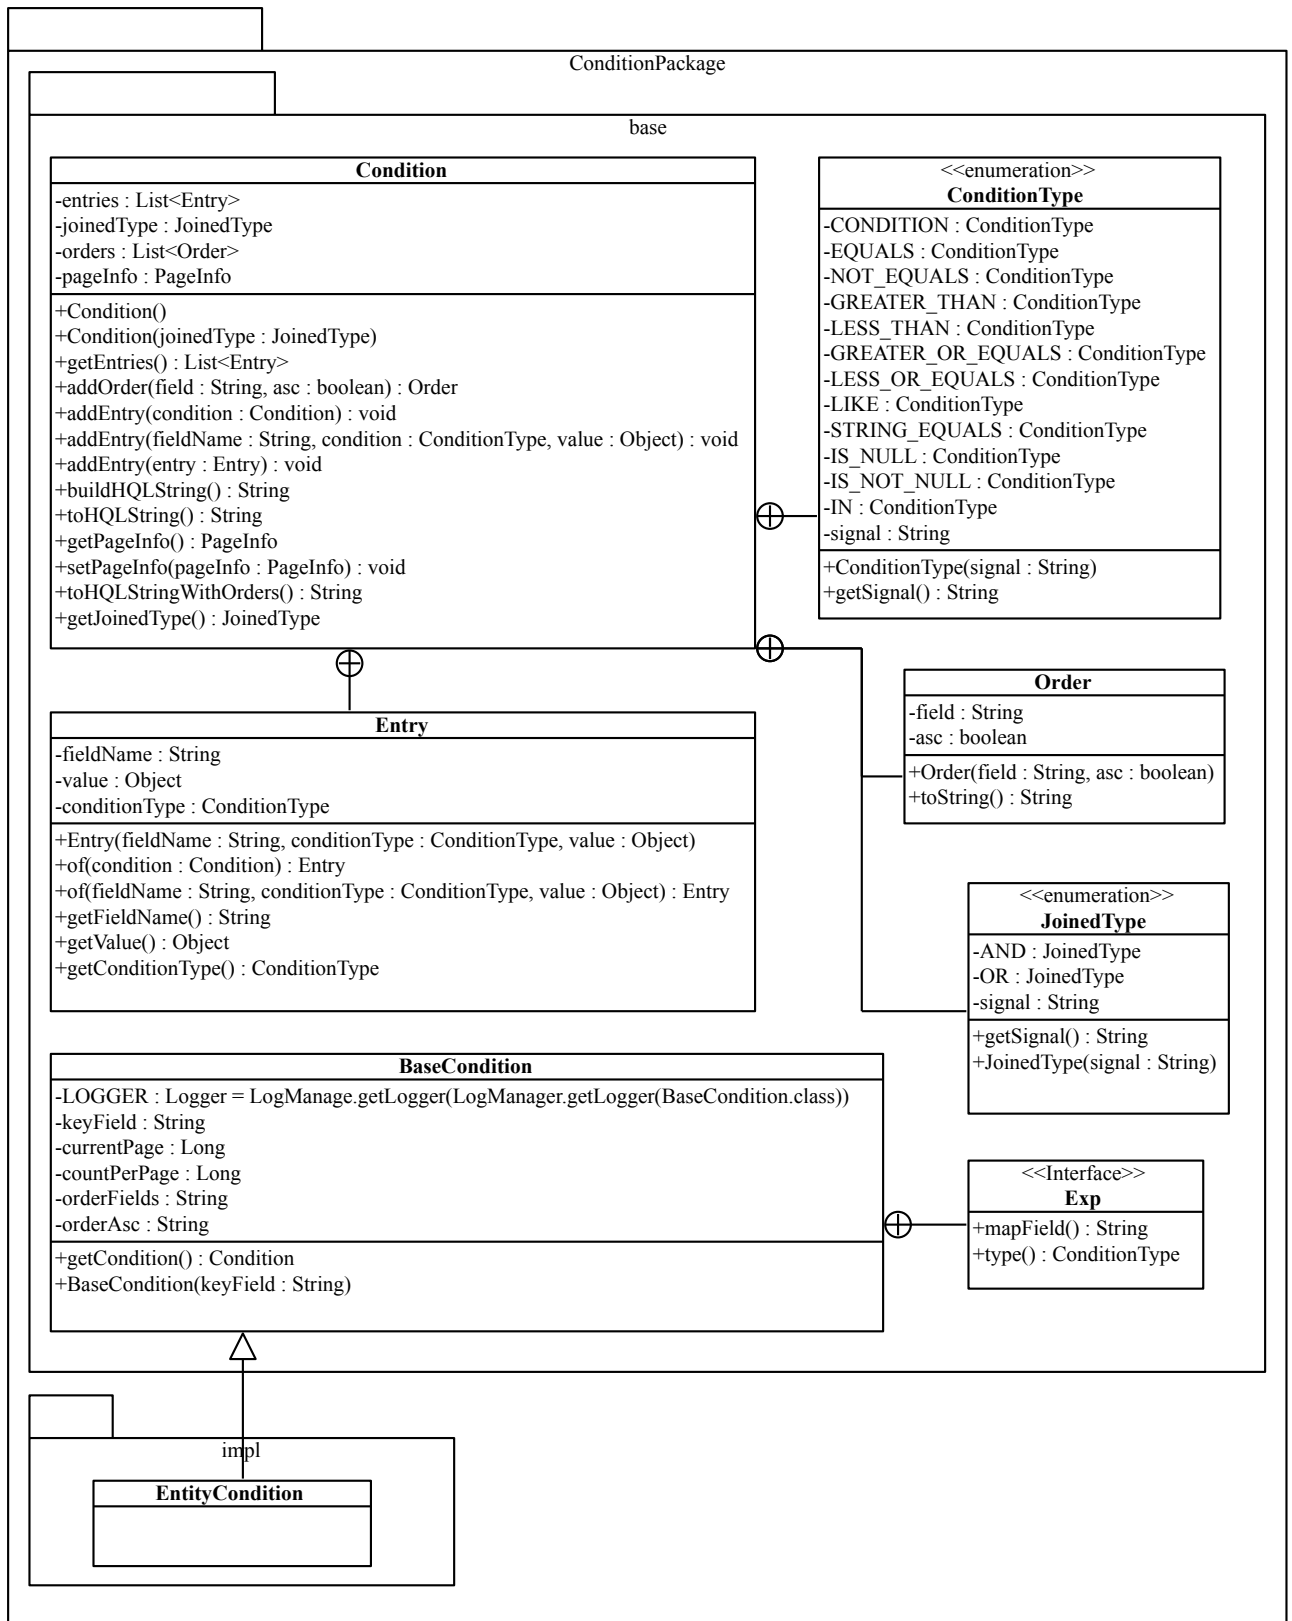 ConditionPackage
base
Condition
-entries : List<Entry>
-joinedType : JoinedType
-orders : List<Order>
-pageInfo : PageInfo
+Condition()
+Condition(joinedType : JoinedType)
+getEntries() : List<Entry>
+addOrder(field : String, asc : boolean) : Order
+addEntry(condition : Condition) : void
+addEntry(fieldName : String, condition : ConditionType, value : Object) : void
+addEntry(entry : Entry) : void
+buildHQLString() : String
+toHQLString() : String
+getPageInfo() : PageInfo
+setPageInfo(pageInfo : PageInfo) : void
+toHQLStringWithOrders() : String
+getJoinedType() : JoinedType
<<enumeration>>
ConditionType
-CONDITION : ConditionType
-EQUALS : ConditionType
-NOT_EQUALS : ConditionType
-GREATER_THAN : ConditionType
-LESS_THAN : ConditionType
-GREATER_OR_EQUALS : ConditionType
-LESS_OR_EQUALS : ConditionType
-LIKE : ConditionType
-STRING_EQUALS : ConditionType
-IS_NULL : ConditionType
-IS_NOT_NULL : ConditionType
-IN : ConditionType
-signal : String
+ConditionType(signal : String)
+getSignal() : String
Order
-field : String
-asc : boolean
+Order(field : String, asc : boolean)
+toString() : String
Entry
-fieldName : String
-value : Object
-conditionType : ConditionType
+Entry(fieldName : String, conditionType : ConditionType, value : Object)
+of(condition : Condition) : Entry
+of(fieldName : String, conditionType : ConditionType, value : Object) : Entry
+getFieldName() : String
+getValue() : Object
+getConditionType() : ConditionType
<<enumeration>>
JoinedType
-AND : JoinedType
-OR : JoinedType
-signal : String
+getSignal() : String
+JoinedType(signal : String)
BaseCondition
-LOGGER : Logger = LogManage.getLogger(LogManager.getLogger(BaseCondition.class))
-keyField : String
-currentPage : Long
-countPerPage : Long
-orderFields : String
-orderAsc : String
+getCondition() : Condition
+BaseCondition(keyField : String)
<<Interface>>
Exp
+mapField() : String
+type() : ConditionType
impl
EntityCondition